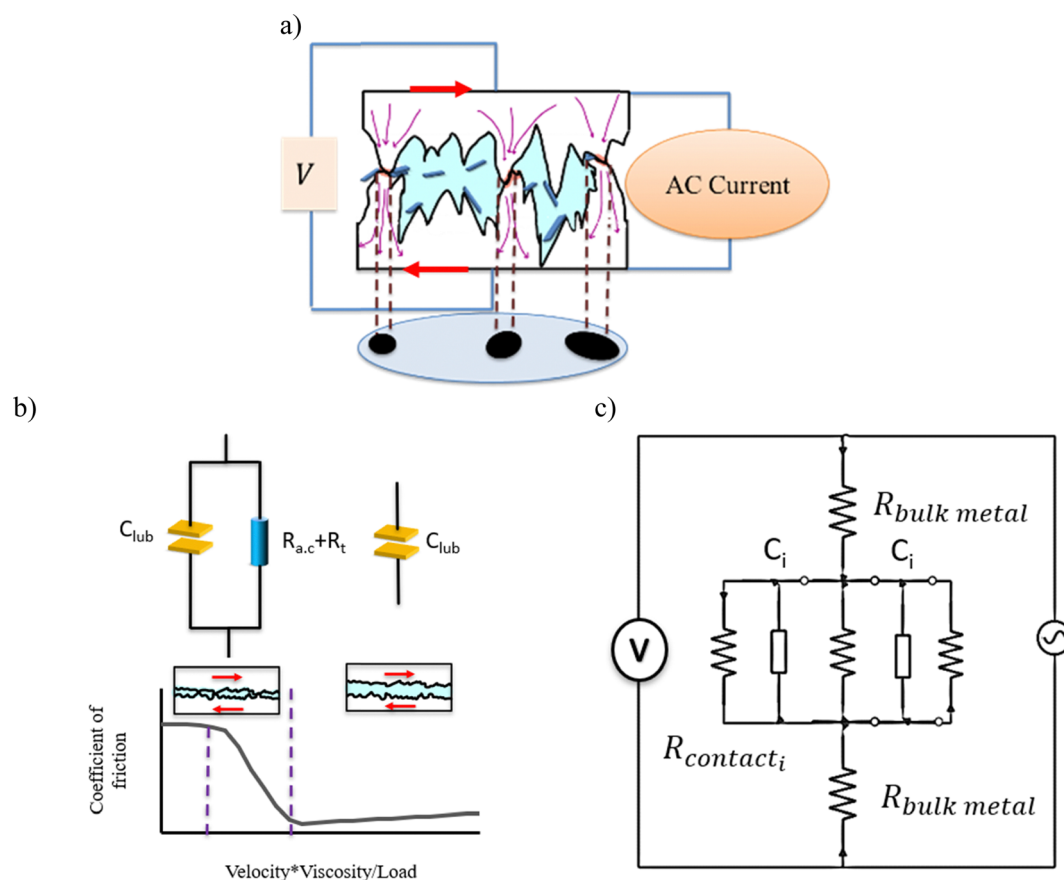 a)
V
AC Current
b)
C_lub
R_a.c+R_t
C_lub
Coefficient of
friction
Velocity*Viscosity/Load
c)
R_bulk metal
C_i
C_i
V
R_contact_i
R_bulk metal